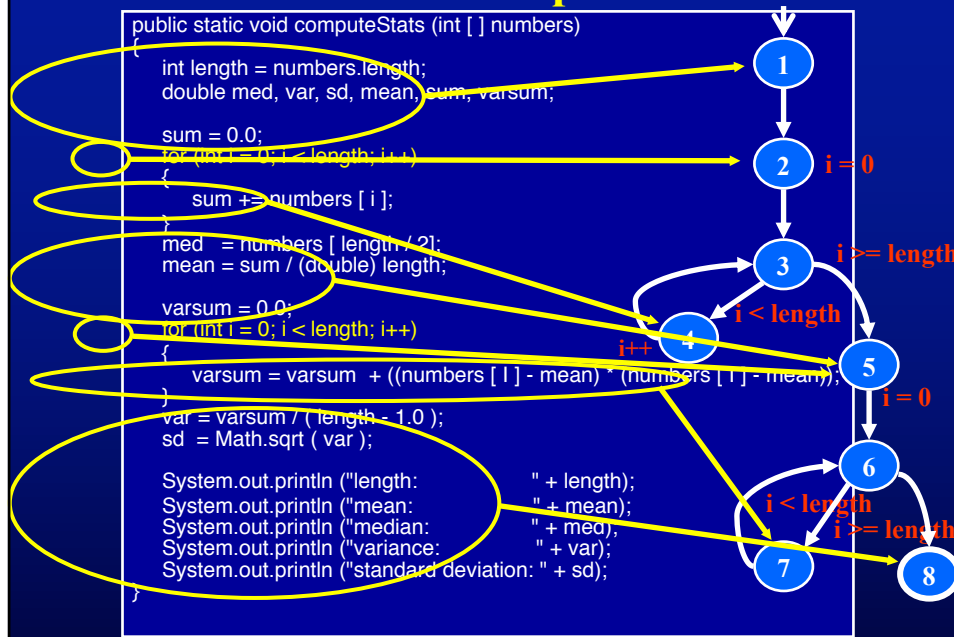 public static void computeStats (int [ ] numbers)
{
int length = numbers.length;
double med, var, sd, mean, sum, varsum;
sum = 0.0;
for (int i = 0; i < length; i++)
{
sum += numbers [ i ];
}
med = numbers [ length / 2];
mean = sum / (double) length;
varsum = 0.0;
for (int i = 0; i < length; i++)
{
varsum = varsum + ((numbers [ I ] - mean) * (numbers [ I ] - mean));
}
var = varsum / ( length - 1.0 );
sd = Math.sqrt ( var );
System.out.println ("length: " + length);
System.out.println ("mean: " + mean);
System.out.println ("median: " + med);
System.out.println ("variance: " + var);
System.out.println ("standard deviation: " + sd);
}
1
2
i = 0
3
i >= length
i < length
4
i++
5
i = 0
6
i < length
i >= length
7
8